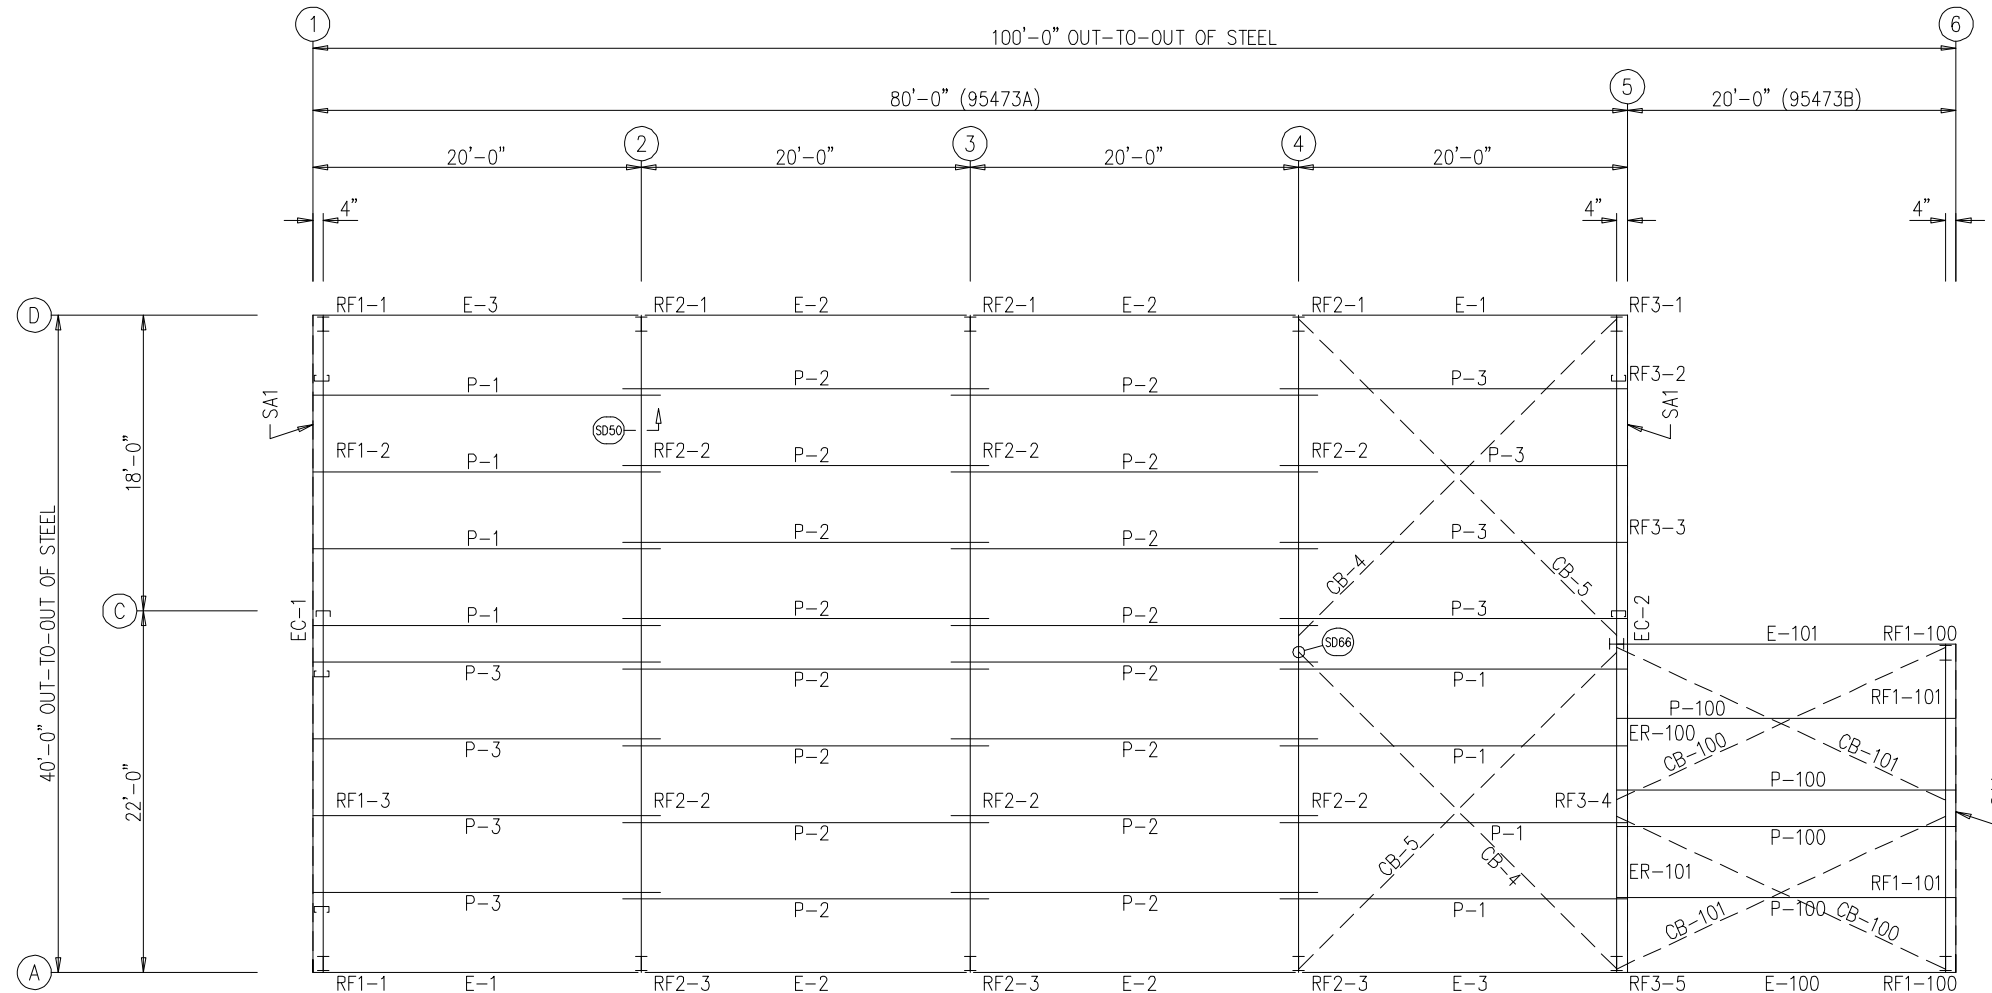 1
6
100'-0" OUT-TO-OUT OF STEEL
5
80'-0" (95473A)
20'-0" (95473B)
2
3
4
20'-0"
20'-0"
20'-0"
20'-0"
4"
4"
4"
D
RF1-1
E-3
RF2-1
E-2
RF2-1
E-2
RF2-1
E-1
RF3-1
P-1
P-2
P-2
P-3
RF3-2
SA1
SD50
SA1
18'-0"
RF1-2
P-1
RF2-2
P-2
RF2-2
P-2
RF2-2
P-3
40'-0" OUT-TO-OUT OF STEEL
P-1
P-2
P-2
P-3
RF3-3
CB-4
CB-5
C
EC-1
P-1
P-2
P-2
P-3
EC-2
SD66
E-101
RF1-100
P-3
P-2
P-2
P-1
RF1-101
P-100
ER-100
CB-100
CB-101
22'-0"
P-3
P-2
P-2
P-1
P-100
RF1-3
RF2-2
RF2-2
RF2-2
RF3-4
P-3
P-2
P-2
P-1
P-100
CB-5
CB-4
ER-101
RF1-101
P-3
P-2
P-2
P-1
P-100
CB-101
CB-100
A
RF1-1
E-1
RF2-3
E-2
RF2-3
E-2
RF2-3
E-3
RF3-5
E-100
RF1-100